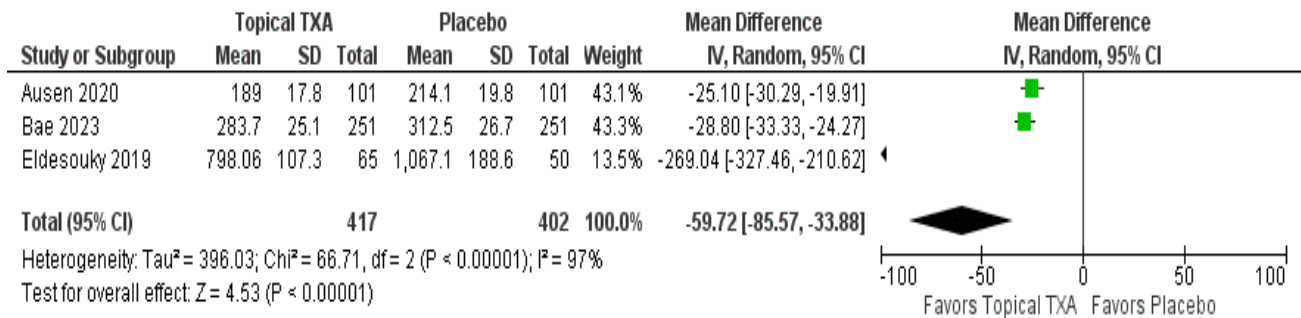 Topical TXA Placebo Mean Difference Mean Difference
Study or Subgroup Mean SD Total Mean SD Total Weight IV, Random, 95% CI IV, Random, 95% CI
Ausen 2020 189 17.8 101 214.1 19.8 101 43.1% -25.10 [-30.29, -19.91]
Bae 2023 283.7 25.1 251 312.5 26.7 251 43.3% -28.80 [-33.33, -24.27]
Eldesouky 2019 798.06 107.3 65 1,067.1 188.6 50 13.5% -269.04 [-327.46, -210.62]
Total (95% CI) 417 402 100.0% -59.72 [-85.57, -33.88]
Heterogeneity: Tau² = 396.03; Chi² = 66.71, df = 2 (P < 0.00001); I² = 97%
Test for overall effect: Z = 4.53 (P < 0.00001)
-100 -50 0 50 100
Favors Topical TXA Favors Placebo